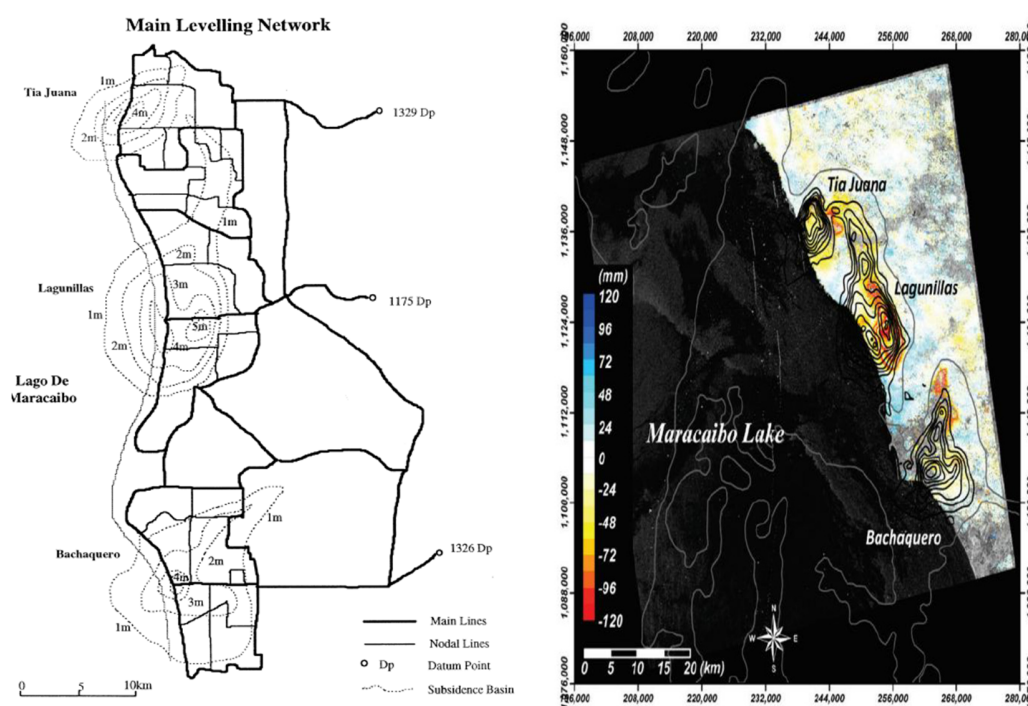 Main Levelling Network
1m
Tia Juana
4m
2m
1329 Dp
1m
2m
Lagunillas
3m
1m
1175 Dp
5m
2m
4m
Lago De
Maracaibo
1m
Bachaquero
2m
1326 Dp
4m
3m
1m
Main Lines
Nodal Lines
Dp Datum Point
Subsidence Basin
0 5 10km
208,000 220,000 232,000 244,000 256,000 268,000 280,000
1,160,000
1,148,000
1,136,000
1,124,000
1,112,000
1,100,000
1,088,000
Tia Juana
Lagunillas
(mm)
120
96
72
48
24
0
-24
-48
-72
-96
-120
Maracaibo Lake
Bachaquero
N
W E
S
0 5 10 15 20 (km)
208,000 220,000 232,000 244,000 256,000 268,000